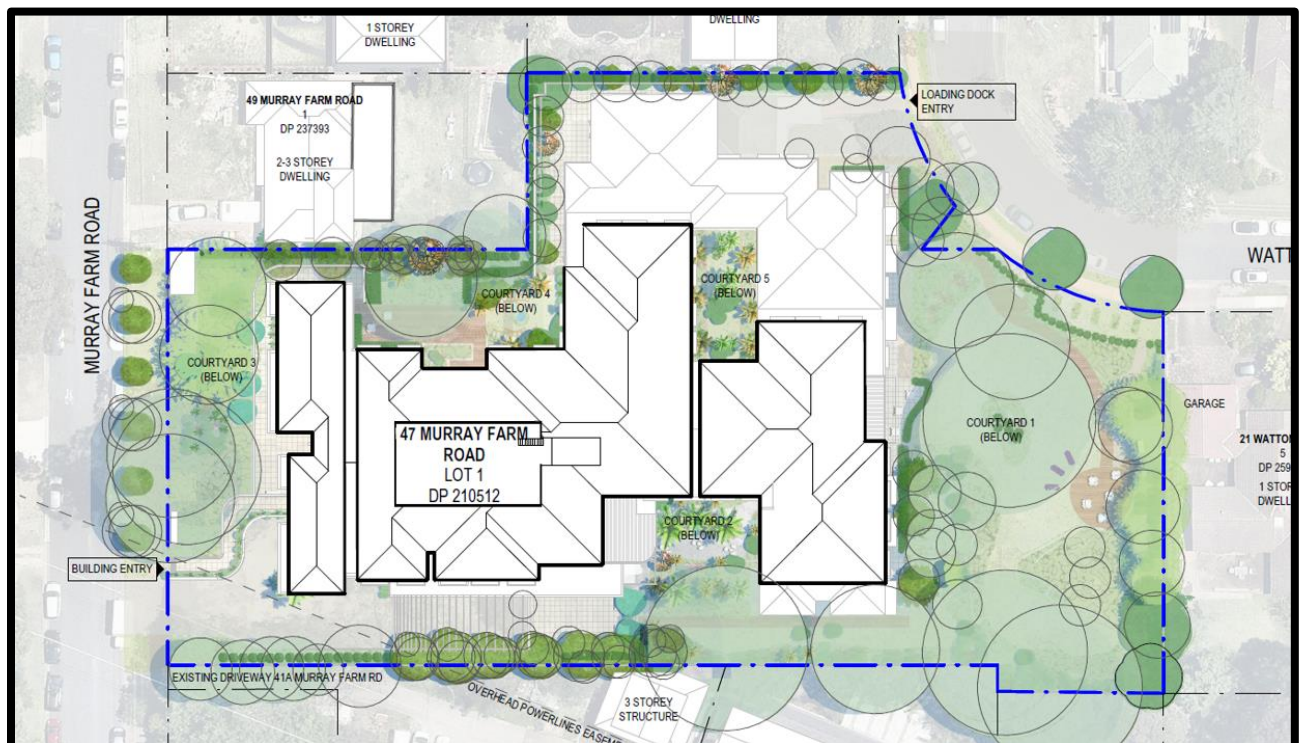 1 STOREY
DWELLING
DWELLING
49 MURRAY FARM ROAD
1
DP 237393
2-3 STOREY
DWELLING
LOADING DOCK
ENTRY
MURRAY FARM ROAD
WATT
COURTYARD 4
(BELOW)
COURTYARD 5
(BELOW)
COURTYARD 3
(BELOW)
GARAGE
COURTYARD 1
(BELOW)
47 MURRAY FARM
ROAD
LOT 1
DP 210512
21 WATTO
5
DP 259
1 STOR
DWELL
COURTYARD 2
(BELOW)
BUILDING ENTRY
EXISTING DRIVEWAY 41A MURRAY FARM RD
OVERHEAD POWERLINES EASEM
3 STOREY
STRUCTURE